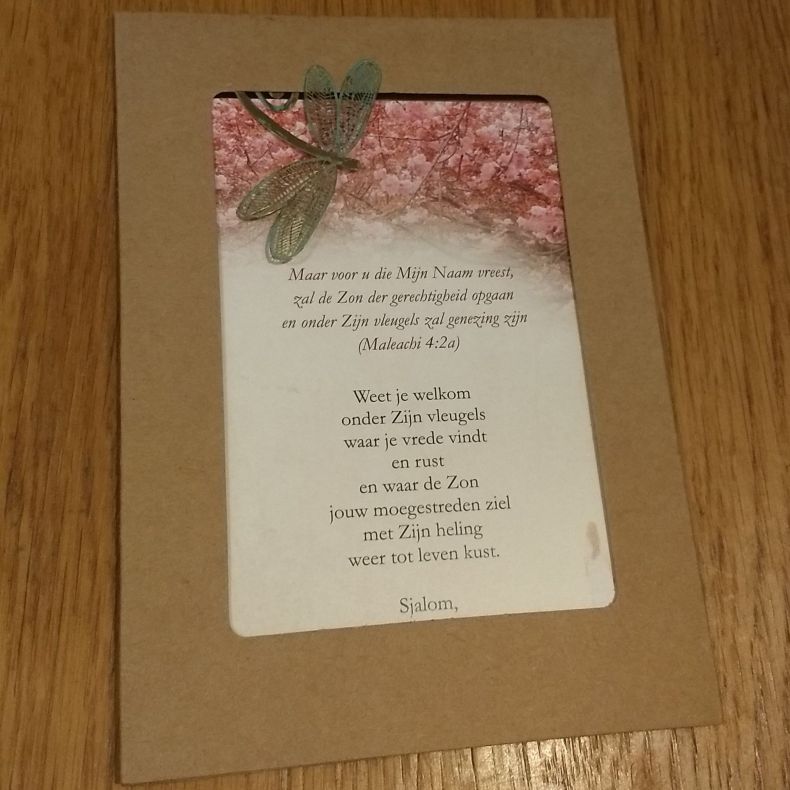 Maar voor u die Mijn Naam vreest,
zal de Zon der gerechtigheid opgaan
en onder Zijn vleugels zal genezing zijn
(Maleachi 4:2a)
Weet je welkom
onder Zijn vleugels
waar je vrede vindt
en rust
en waar de Zon
jouw moegestreden ziel
met Zijn heling
weer tot leven kust.
Sjalom,